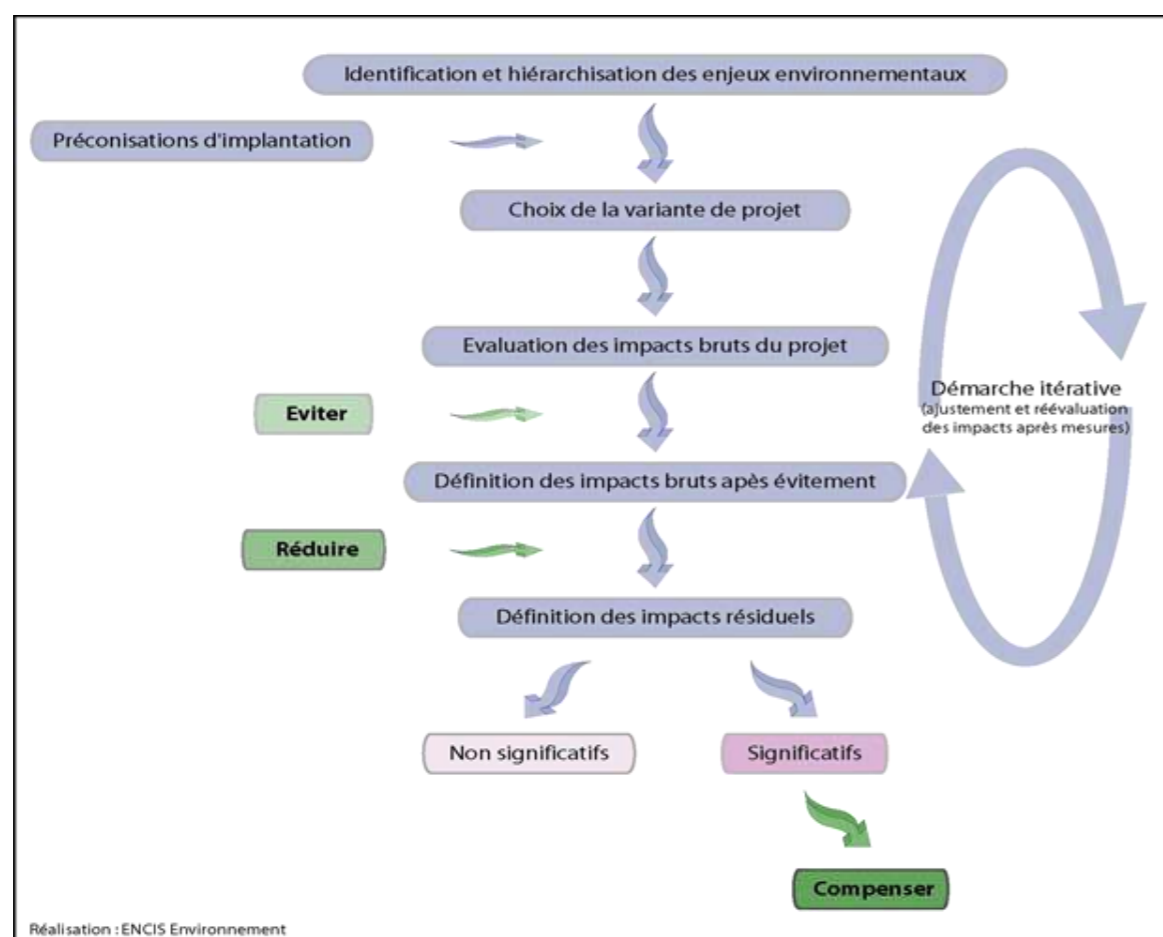 Identification et hiérarchisation des enjeux environnementaux
Préconisations d'implantation
Choix de la variante de projet
Evaluation des impacts bruts du projet
Démarche itérative
(ajustement et réévaluation
des impacts après mesures)
Eviter
Définition des impacts bruts apès évitement
Réduire
Définition des impacts résiduels
Non significatifs
Significatifs
Compenser
Réalisation : ENCIS Environnement